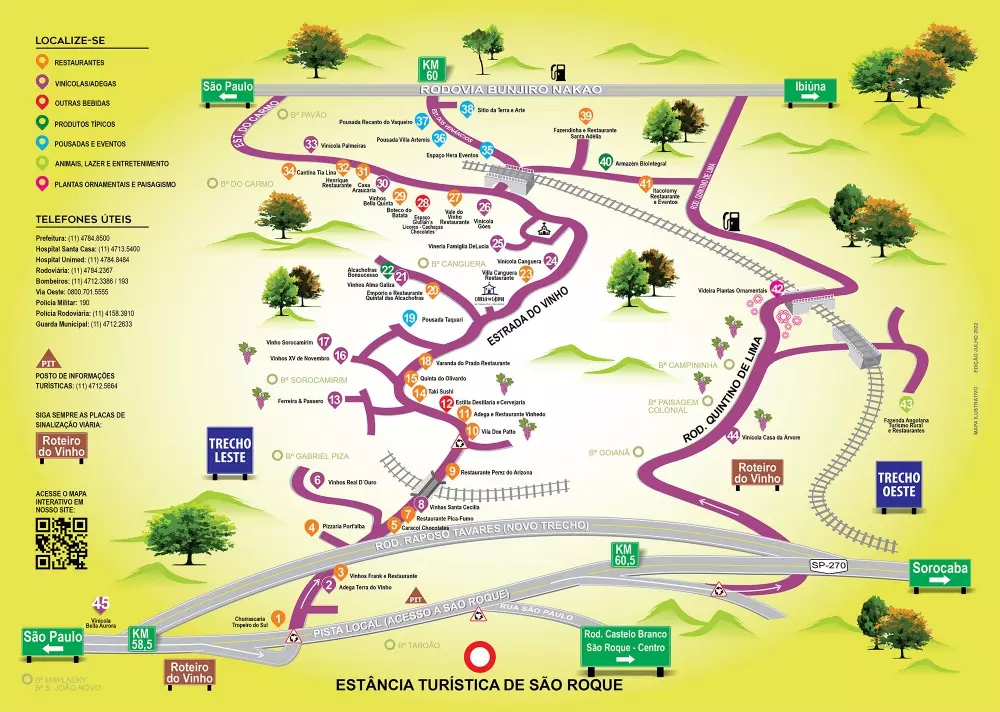 LOCALIZE-SE
RESTAURANTES
VINÍCOLAS/ADEGAS
OUTRAS BEBIDAS
PRODUTOS TÍPICOS
POUSADAS E EVENTOS
ANIMAIS, LAZER E ENTRETENIMENTO
PLANTAS ORNAMENTAIS E PAISAGISMO
TELEFONES ÚTEIS
Prefeitura: (11) 4784.8500
Hospital Santa Casa: (11) 4713.5400
Hospital Unimed: (11) 4784.8484
Rodoviária: (11) 4784.2367
Bombeiros: (11) 4712.3386 / 193
Via Oeste: 0800.701.5555
Polícia Militar: 190
Polícia Rodoviária: (11) 4158.3910
Guarda Municipal: (11) 4712.2633
PIT
POSTO DE INFORMAÇÕES
TURÍSTICAS: (11) 4712.5664
SIGA SEMPRE AS PLACAS DE
SINALIZAÇÃO VIÁRIA:
Roteiro
do Vinho
ACESSE O MAPA
INTERATIVO EM
NOSSO SITE:
São Paulo
KM
60
RODOVIA BUNJIRO NAKAO
Ibiúna
EST. DO CARMO
Bº PAVÃO
Bº DO CARMO
33
Vinícola Palmeiras
34
Cantina Tia Lina
32
Henrique
Restaurante
31
Casa
Araucária
30
Vinhos
Bella Quinta
29
Boteco do
Batata
28
Espaço
Giullian's
Licores - Cachaças
Chocolates
27
Vale do
Vinho
Restaurante
26
Vinícola
Góes
38
Sítio da Terra e Arte
37
Pousada Recanto do Vaqueiro
36
Pousada Villa Artemis
35
Espaço Hera Eventos
39
Fazendinha e Restaurante
Santa Adélia
40
Armazém Biointegral
41
Itacolomy
Restaurante
e Eventos
ROD. QUINTINO DE LIMA
25
Vineria Famiglia DeLucia
24
Vinícola Canguera
23
Villa Canguera
Restaurante
Bº CANGUERA
22
Alcachofras
Bonsucesso
21
Vinhos Alma Galiza
20
Empório e Restaurante
Quintal das Alcachofras
19
Pousada Taquari
ESTRADA DO VINHO
18
Varanda do Prado Restaurante
17
Vinho Sorocamirim
16
Vinhos XV de Novembro
Bº SOROCAMIRIM
15
Quinta do Olivardo
14
Taki Sushi
13
Ferreira & Passero
12
Estilla Destilaria e Cervejaria
11
Adega e Restaurante Vinhedo
10
Vila Don Patto
9
Restaurante Perez do Arizona
8
Vinhas Santa Cecília
7
Restaurante Pica-Fumo
5
Caracol Chocolates
6
Vinhos Real D'Ouro
4
Pizzaria Port'alba
Bº GABRIEL PIZA
TRECHO
LESTE
42
Videira Plantas Ornamentais
Bº CAMPININHA
Bº PAISAGEM
COLONIAL
Bº GOIANÃ
ROD. QUINTINO DE LIMA
44
Vinícola Casa da Árvore
43
Fazenda Angolana
Turismo Rural
e Restaurantes
Roteiro
do Vinho
TRECHO
OESTE
MAPA ILUSTRATIVO EDIÇÃO JULHO 2022
ROD. RAPOSO TAVARES (NOVO TRECHO)
KM
60,5
SP-270
Sorocaba
3
Vinhos Frank e Restaurante
2
Adega Terra do Vinho
1
Churrascaria
Tropeiro do Sul
PIT
PISTA LOCAL (ACESSO A SÃO ROQUE)
RUA SÃO PAULO
45
Vinícola
Bella Aurora
São Paulo
KM
58,5
Roteiro
do Vinho
Bº MAYLASKY
Bº S. JOÃO NOVO
Bº TABOÃO
Rod. Castelo Branco
São Roque - Centro
ESTÂNCIA TURÍSTICA DE SÃO ROQUE